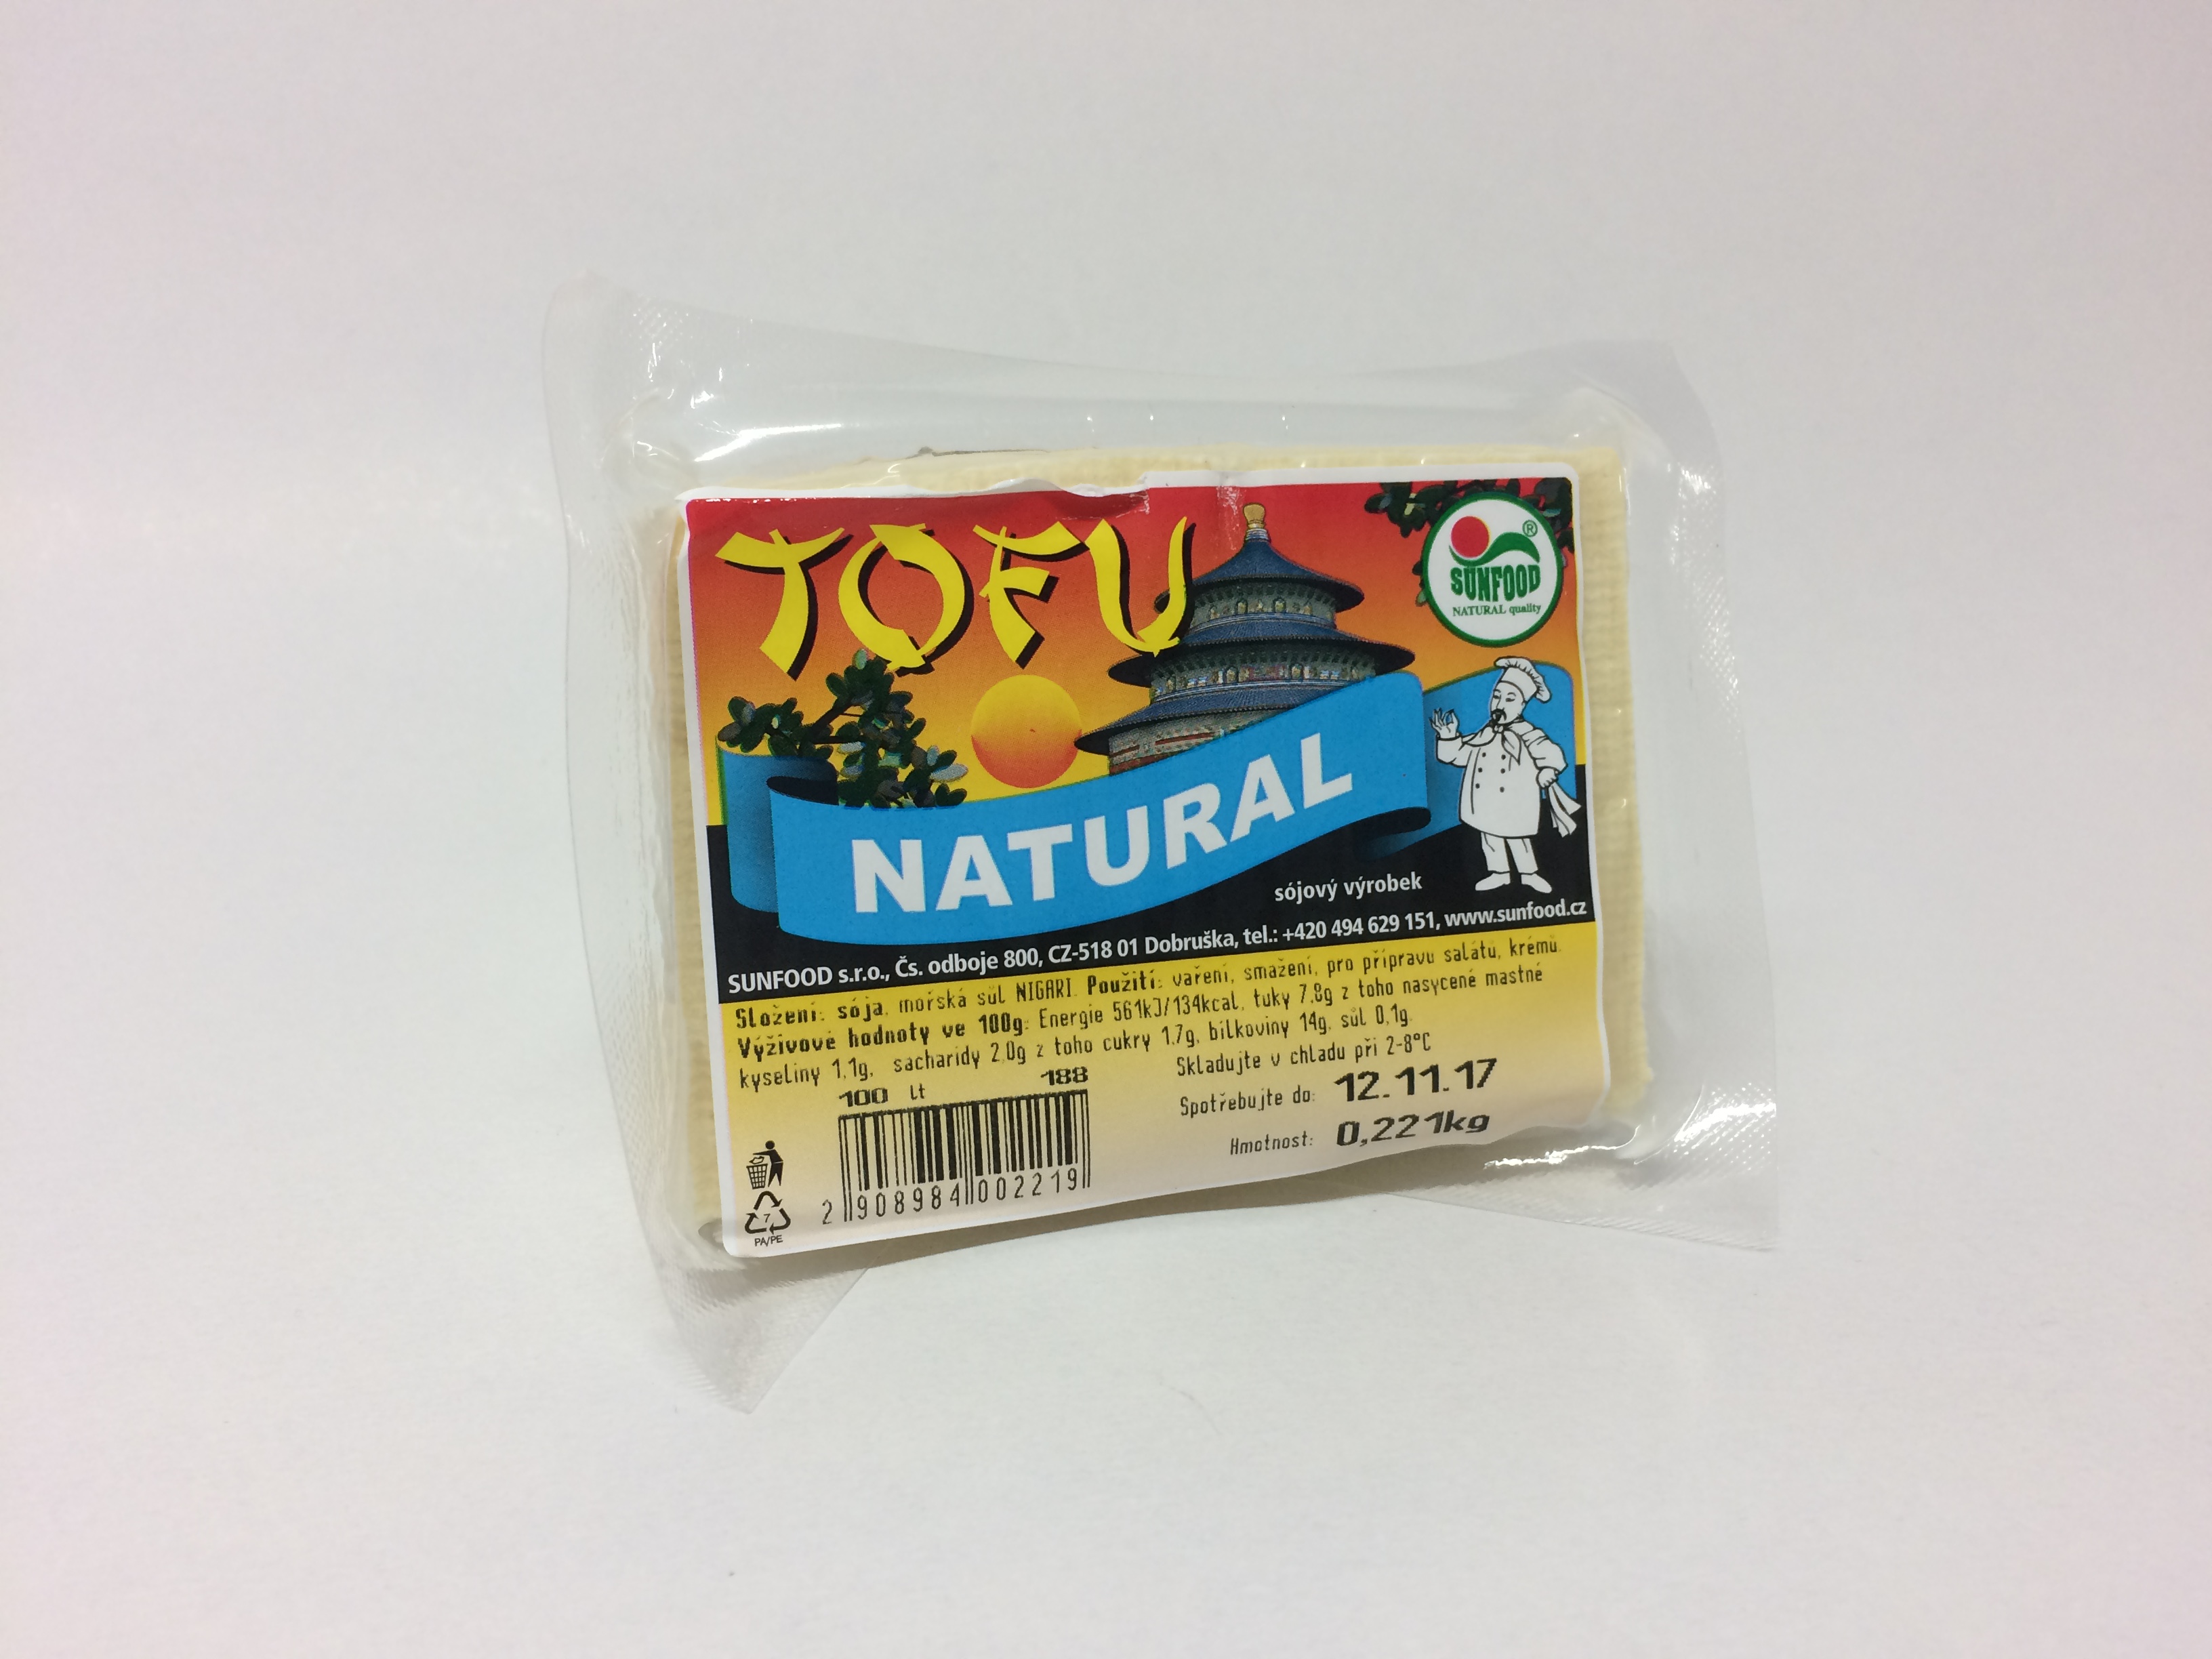 TOFU
®
SUNFOOD
NATURAL quality
NATURAL
sójový výrobek
SUNFOOD s.r.o., Čs. odboje 800, CZ-518 01 Dobruška, tel.: +420 494 629 151, www.sunfood.cz
Složení: sója, mořská sůl NIGARI. Použití: vaření, smažení, pro přípravu salátů, krémů.
Výživové hodnoty ve 100g: Energie 561kJ/134kcal, tuky 7,8g z toho nasycené mastné
kyseliny 1,1g, sacharidy 2,0g z toho cukry 1,7g, bílkoviny 14g, sůl 0,1g.
Skladujte v chladu při 2-8°C
100 lt 188
Spotřebujte do: 12.11.17
Hmotnost: 0,221kg
2 908984 002219
7
PA/PE